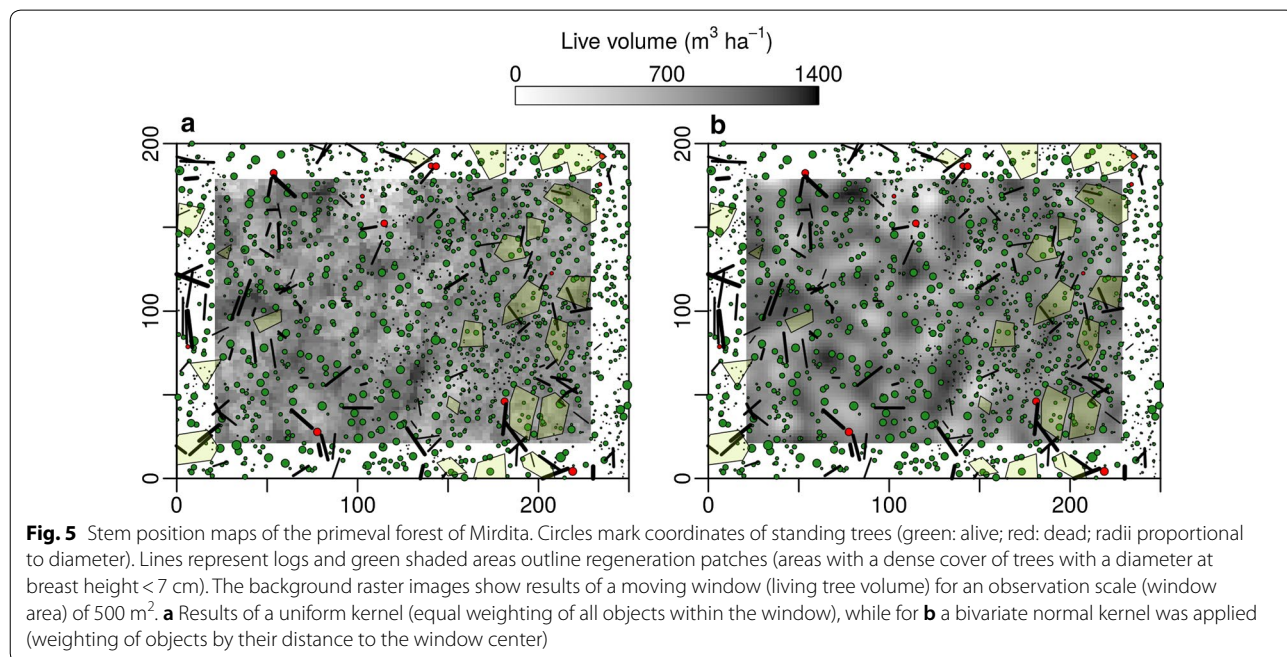 Live volume (m³ ha⁻¹)
0 700 1400
a b
200 200
100 100
0 0
0 100 200 0 100 200
Fig. 5 Stem position maps of the primeval forest of Mirdita. Circles mark coordinates of standing trees (green: alive; red: dead; radii proportional
to diameter). Lines represent logs and green shaded areas outline regeneration patches (areas with a dense cover of trees with a diameter at
breast height < 7 cm). The background raster images show results of a moving window (living tree volume) for an observation scale (window
area) of 500 m². a Results of a uniform kernel (equal weighting of all objects within the window), while for b a bivariate normal kernel was applied
(weighting of objects by their distance to the window center)